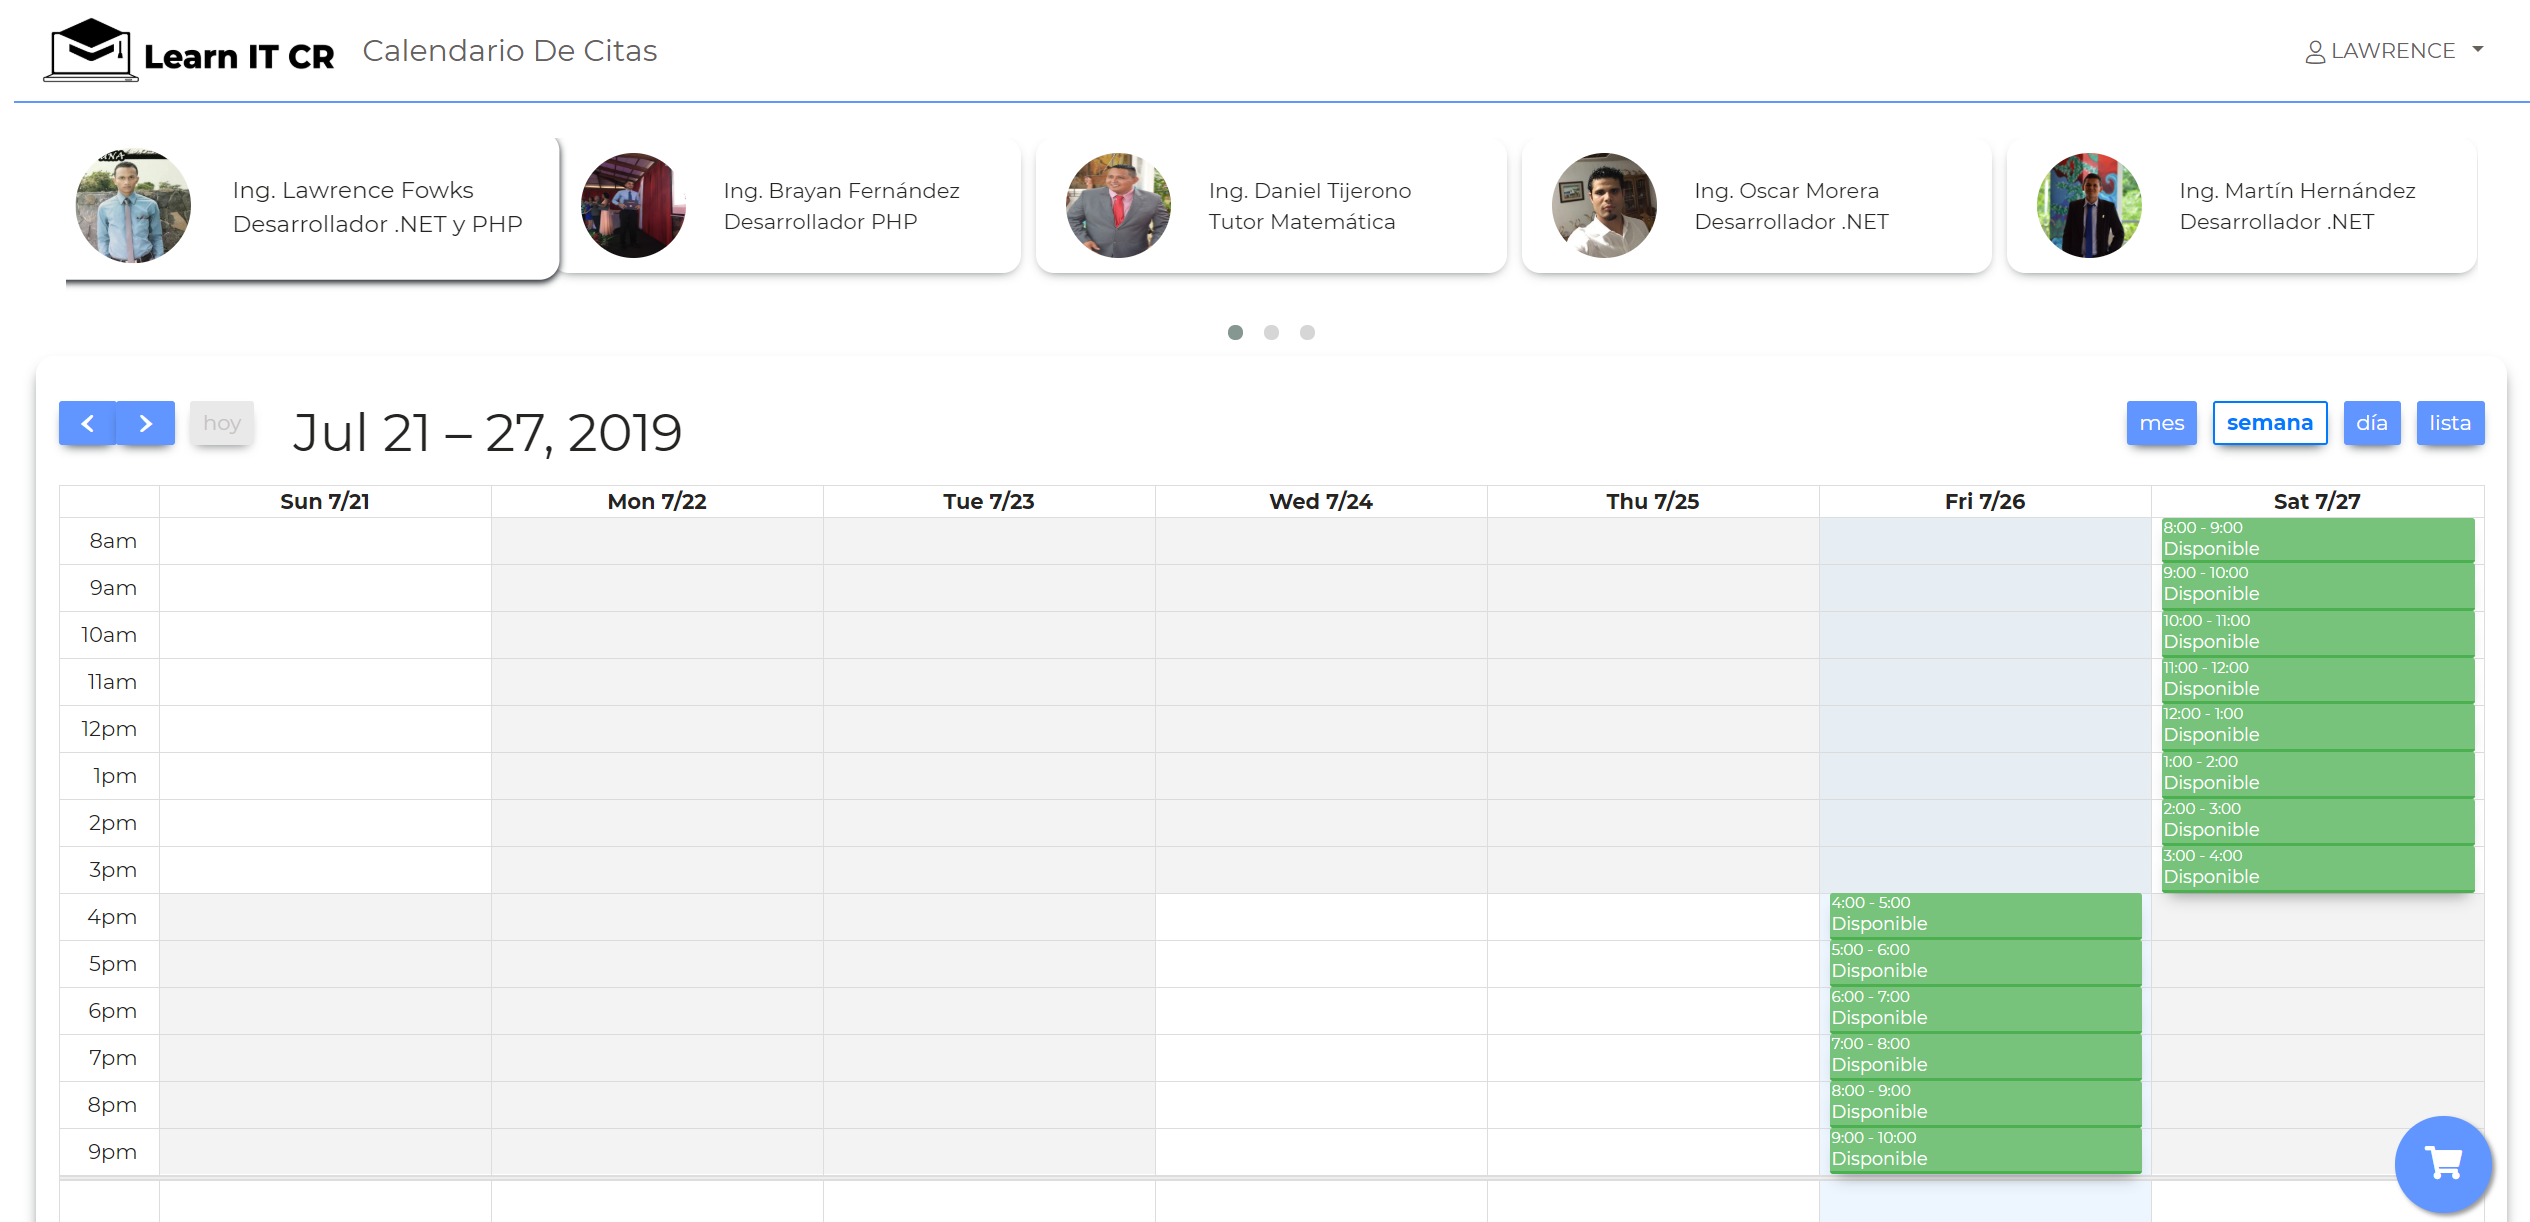 Learn IT CR
Calendario De Citas
LAWRENCE
Ing. Lawrence Fowks
Desarrollador .NET y PHP
Ing. Brayan Fernández
Desarrollador PHP
Ing. Daniel Tijerono
Tutor Matemática
Ing. Oscar Morera
Desarrollador .NET
Ing. Martín Hernández
Desarrollador .NET
hoy
Jul 21 – 27, 2019
mes
semana
día
lista
Sun 7/21
Mon 7/22
Tue 7/23
Wed 7/24
Thu 7/25
Fri 7/26
Sat 7/27
8am
9am
10am
11am
12pm
1pm
2pm
3pm
4pm
5pm
6pm
7pm
8pm
9pm
4:00 - 5:00
Disponible
5:00 - 6:00
Disponible
6:00 - 7:00
Disponible
7:00 - 8:00
Disponible
8:00 - 9:00
Disponible
9:00 - 10:00
Disponible
8:00 - 9:00
Disponible
9:00 - 10:00
Disponible
10:00 - 11:00
Disponible
11:00 - 12:00
Disponible
12:00 - 1:00
Disponible
1:00 - 2:00
Disponible
2:00 - 3:00
Disponible
3:00 - 4:00
Disponible